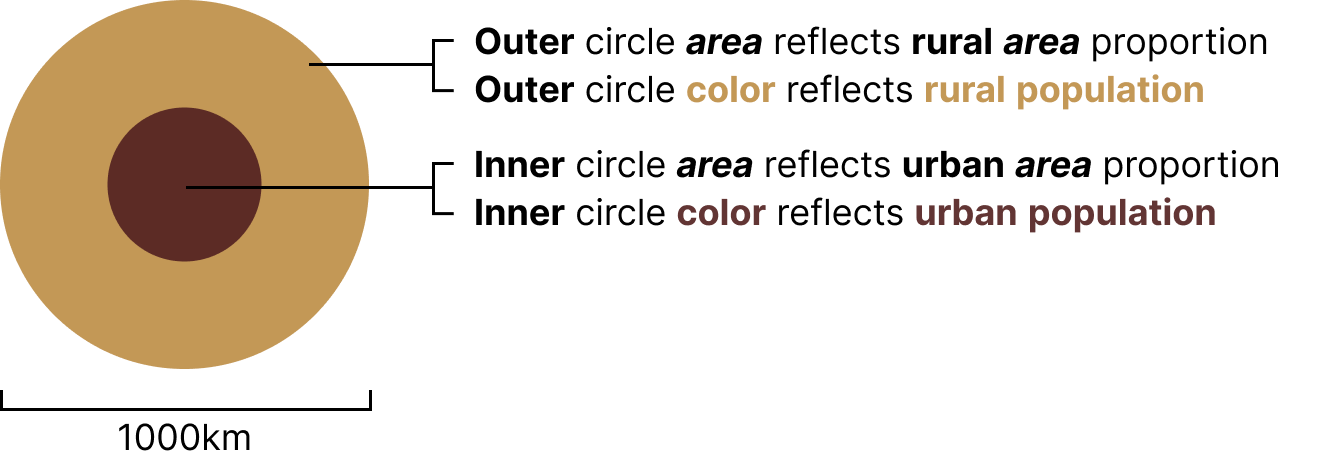 Outer circle area reflects rural area proportion
Outer circle color reflects rural population
Inner circle area reflects urban area proportion
Inner circle color reflects urban population
1000km